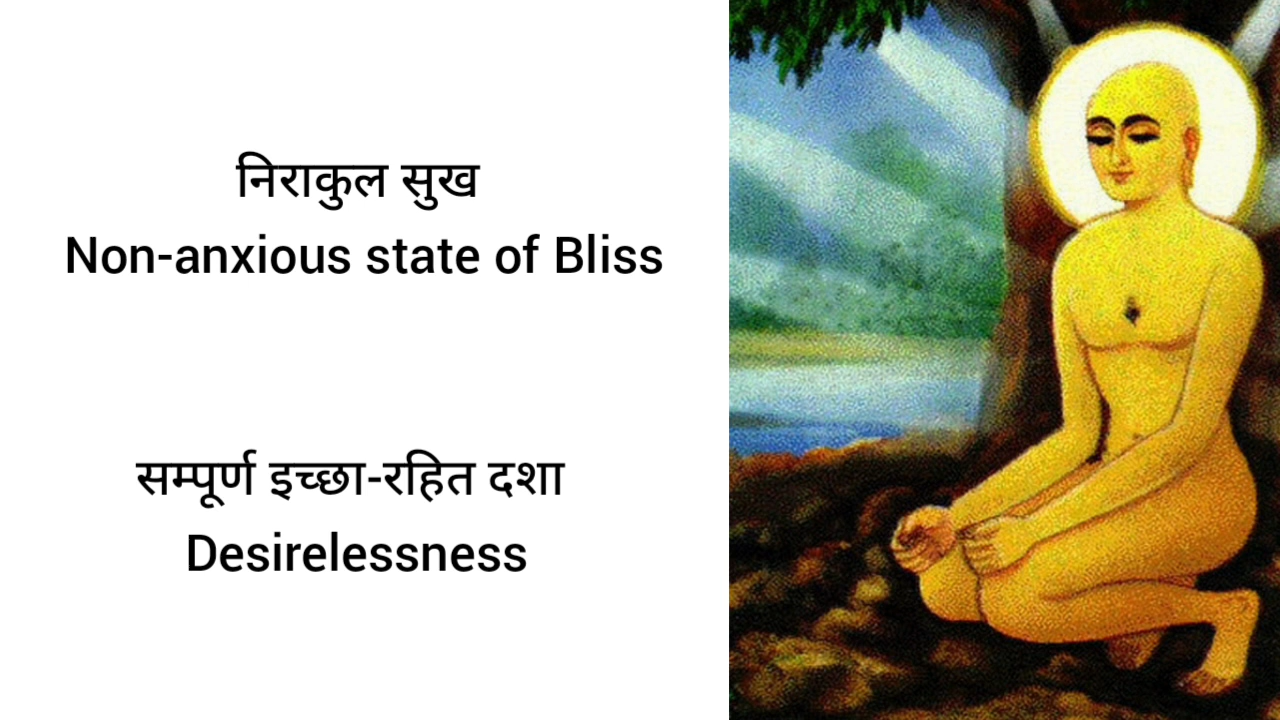 निराकुल सुख
Non-anxious state of Bliss
सम्पूर्ण इच्छा-रहित दशा
Desirelessness